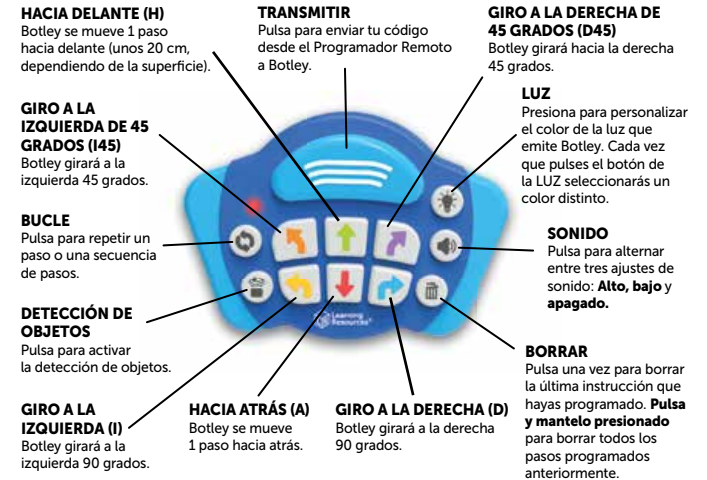 HACIA DELANTE (H)
Botley se mueve 1 paso
hacia delante (unos 20 cm,
dependiendo de la superficie).
TRANSMITIR
Pulsa para enviar tu código
desde el Programador Remoto
a Botley.
GIRO A LA DERECHA DE
45 GRADOS (D45)
Botley girará hacia la derecha
45 grados.
LUZ
Presiona para personalizar
el color de la luz que
emite Botley. Cada vez
que pulses el botón de
la LUZ seleccionarás un
color distinto.
GIRO A LA
IZQUIERDA DE 45
GRADOS (I45)
Botley girará a la
izquierda 45 grados.
BUCLE
Pulsa para repetir un
paso o una secuencia
de pasos.
SONIDO
Pulsa para alternar
entre tres ajustes de
sonido: Alto, bajo y
apagado.
DETECCIÓN DE
OBJETOS
Pulsa para activar
la detección de objetos.
Learning
Resources®
BORRAR
Pulsa una vez para borrar
la última instrucción que
hayas programado. Pulsa
y mantelo presionado
para borrar todos los
pasos programados
anteriormente.
GIRO A LA
IZQUIERDA (I)
Botley girará a la
izquierda 90 grados.
HACIA ATRÁS (A)
Botley se mueve
1 paso hacia atrás.
GIRO A LA DERECHA (D)
Botley girará a la derecha
90 grados.